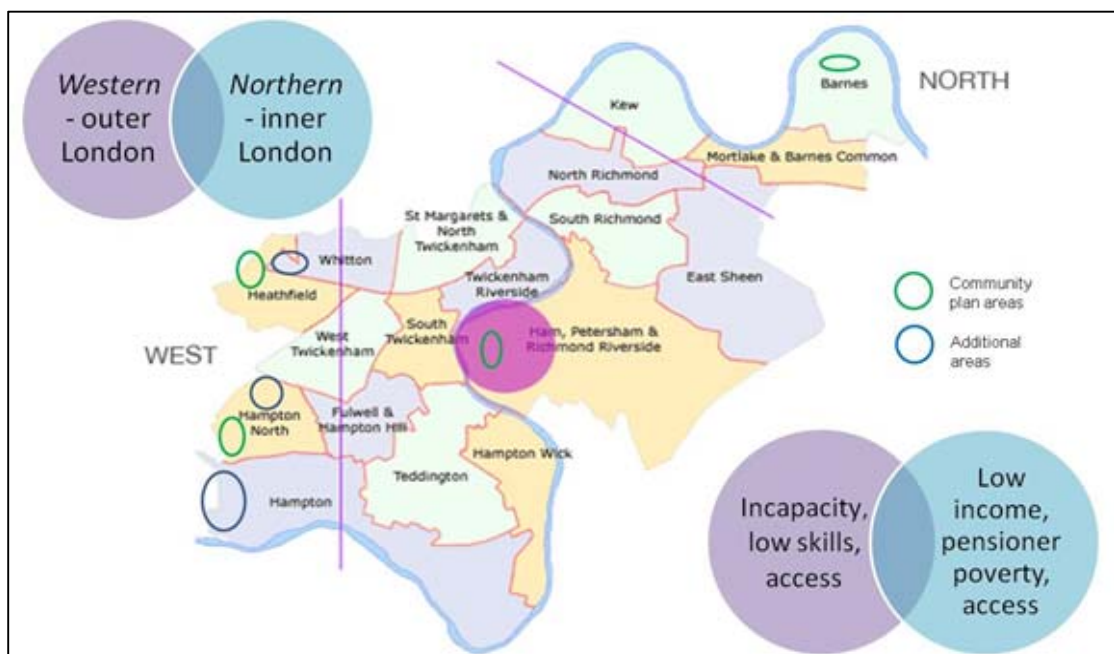 Western
- outer
London
Northern
- inner
London
Barnes
NORTH
Kew
Mortlake & Barnes Common
North Richmond
St Margarets &
North
Twickenham
South Richmond
Whitton
East Sheen
Twickenham
Riverside
Heathfield
Community
plan areas
WEST
West
Twickenham
South
Twickenham
Ham, Petersham &
Richmond Riverside
Additional
areas
Hampton
North
Fulwell &
Hampton Hill
Hampton Wick
Teddington
Hampton
Incapacity,
low skills,
access
Low
income,
pensioner
poverty,
access